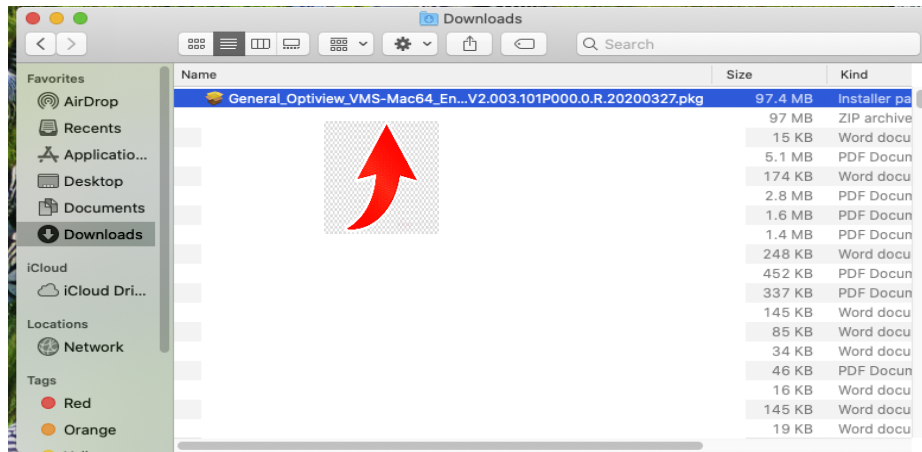 Downloads
Search
Favorites
AirDrop
Recents
Applicatio...
Desktop
Documents
Downloads
iCloud
iCloud Dri...
Locations
Network
Tags
Red
Orange
Name Size Kind
General_Optiview_VMS-Mac64_En...V2.003.101P000.0.R.20200327.pkg 97.4 MB Installer pa
97 MB ZIP archive
15 KB Word docu
5.1 MB PDF Docun
174 KB Word docu
2.8 MB PDF Docun
1.6 MB PDF Docun
1.4 MB PDF Docun
248 KB Word docu
452 KB PDF Docun
337 KB PDF Docun
145 KB Word docu
85 KB Word docu
34 KB Word docu
46 KB PDF Docun
16 KB Word docu
145 KB Word docu
19 KB Word docu